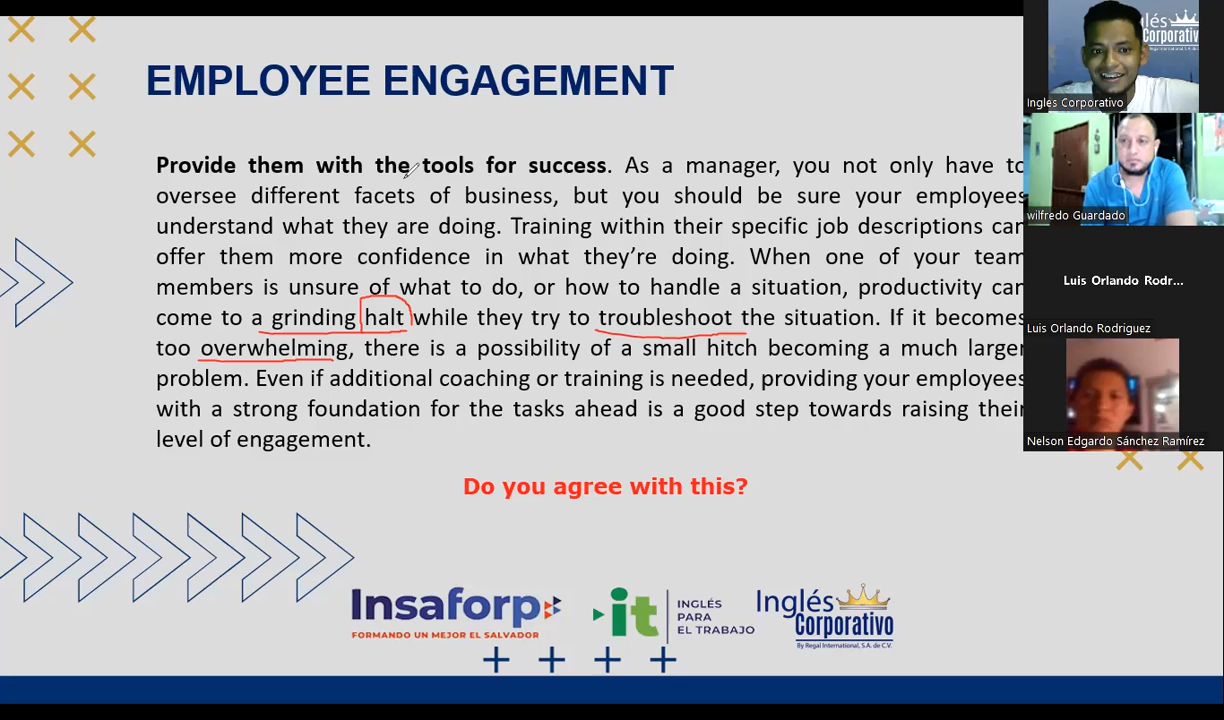 EMPLOYEE ENGAGEMENT
Provide them with the tools for success. As a manager, you not only have to
oversee different facets of business, but you should be sure your employees
understand what they are doing. Training within their specific job descriptions can
offer them more confidence in what they're doing. When one of your team
members is unsure of what to do, or how to handle a situation, productivity can
come to a grinding halt while they try to troubleshoot the situation. If it becomes
too overwhelming, there is a possibility of a small hitch becoming a much larger
problem. Even if additional coaching or training is needed, providing your employees
with a strong foundation for the tasks ahead is a good step towards raising their
level of engagement.
Do you agree with this?
Insaforp
FORMANDO UN MEJOR EL SALVADOR
it
INGLÉS
PARA
EL TRABAJO
Inglés
Corporativo
By Regal International, S.A. de C.V.
Inglés Corporativo
wilfredo Guardado
Luis Orlando Rodr...
Luis Orlando Rodriguez
Nelson Edgardo Sánchez Ramírez